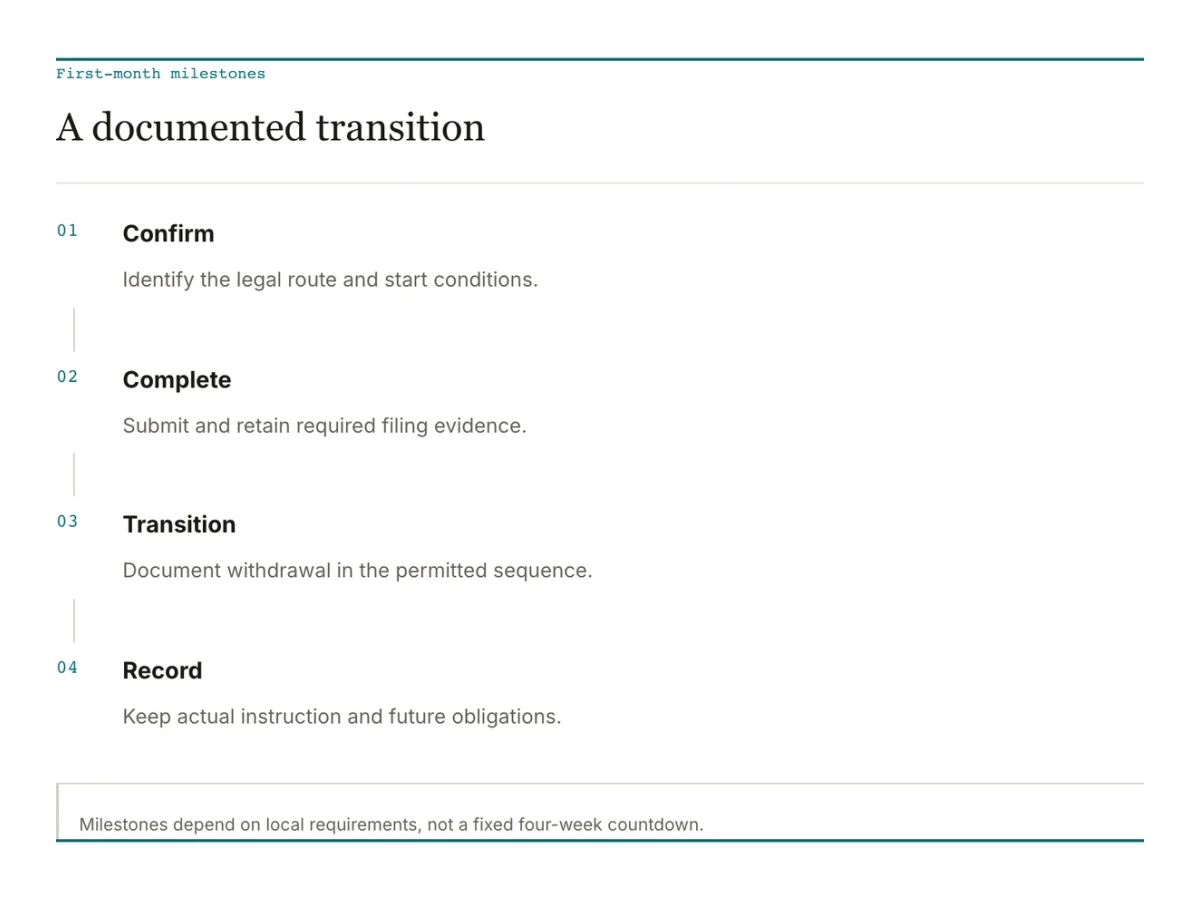 First-month milestones
A documented transition
01
Confirm
Identify the legal route and start conditions.
02
Complete
Submit and retain required filing evidence.
03
Transition
Document withdrawal in the permitted sequence.
04
Record
Keep actual instruction and future obligations.
Milestones depend on local requirements, not a fixed four-week countdown.